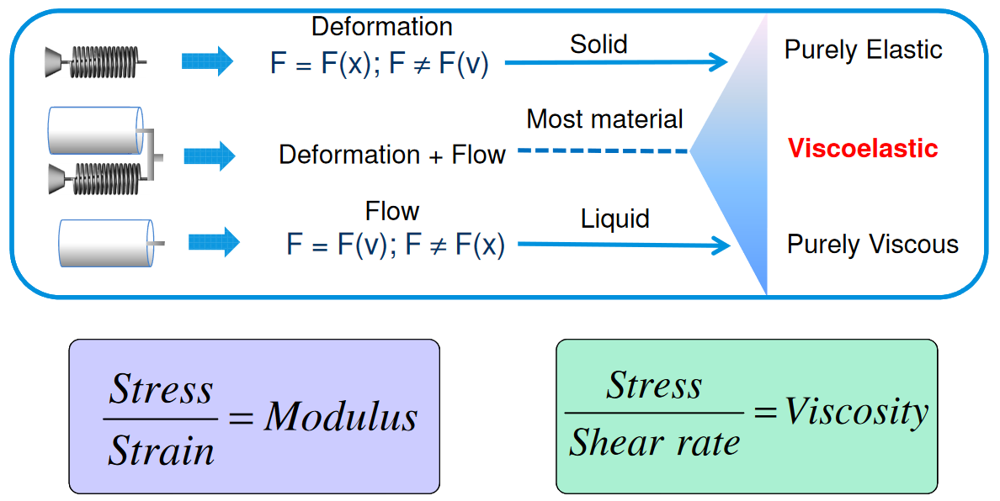 Deformation
F = F(x); F ≠ F(v)
Solid
Purely Elastic
Most material
Deformation + Flow
Viscoelastic
Flow
F = F(v); F ≠ F(x)
Liquid
Purely Viscous
Stress
Strain
= Modulus
Stress
Shear rate
= Viscosity